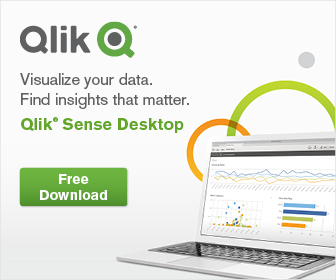 Qlik
Visualize your data.
Find insights that matter.
Qlik® Sense Desktop
Free
Download